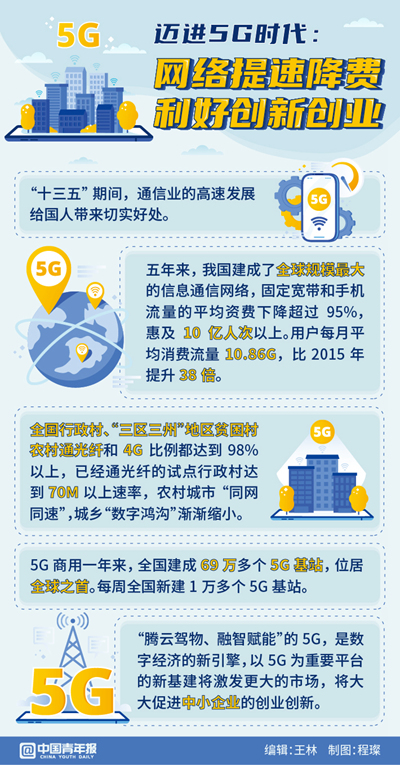 5G
迈进5G时代：
网络提速降费
利好创新创业
“十三五”期间，通信业的高速发展
给国人带来切实好处。
5G
5G
五年来，我国建成了全球规模最大
的信息通信网络，固定宽带和手机
流量的平均资费下降超过 95%，
惠及 10 亿人次以上。用户每月平
均消费流量 10.86G，比 2015 年
提升 38 倍。
全国行政村、“三区三州”地区贫困村
农村通光纤和 4G 比例都达到 98%
以上，已经通光纤的试点行政村达
到 70M 以上速率，农村城市“同网
同速”，城乡“数字鸿沟”渐渐缩小。
5G
5G 商用一年来，全国建成 69 万多个 5G 基站，位居
全球之首。每周全国新建 1 万多个 5G 基站。
5G
“腾云驾物、融智赋能”的 5G，是数
字经济的新引擎，以 5G 为重要平台
的新基建将激发更大的市场，将大
大促进中小企业的创业创新。
中国青年报
CHINA YOUTH DAILY
编辑：王林 制图：程璨